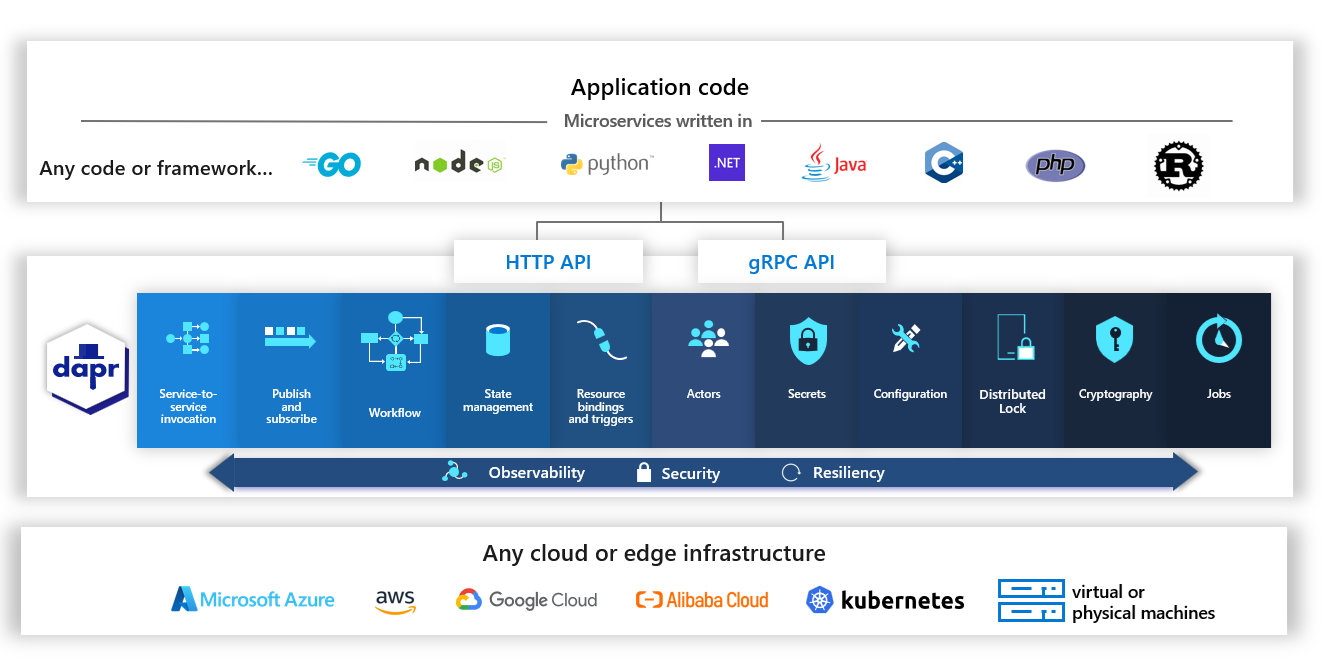 Application code
Microservices written in
Any code or framework...
GO
node JS
python™
.NET
Java
C++
php
R
HTTP API
gRPC API
dapr
Service-to-
service
invocation
Publish
and
subscribe
Workflow
State
management
Resource
bindings
and triggers
Actors
Secrets
Configuration
Distributed
Lock
Cryptography
Jobs
Observability
Security
Resiliency
Any cloud or edge infrastructure
Microsoft Azure
aws
Google Cloud
Alibaba Cloud
kubernetes
virtual or
physical machines